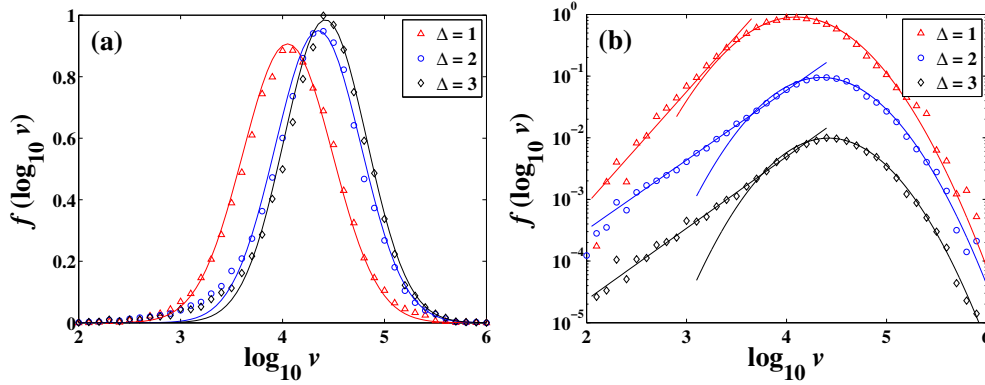 (a)
Δ = 1
Δ = 2
Δ = 3
1
0.8
0.6
0.4
0.2
0
2 3 4 5 6
log₁₀ v
f (log₁₀ v)
(b)
Δ = 1
Δ = 2
Δ = 3
10⁰
10⁻¹
10⁻²
10⁻³
10⁻⁴
10⁻⁵
2 3 4 5 6
log₁₀ v
f (log₁₀ v)